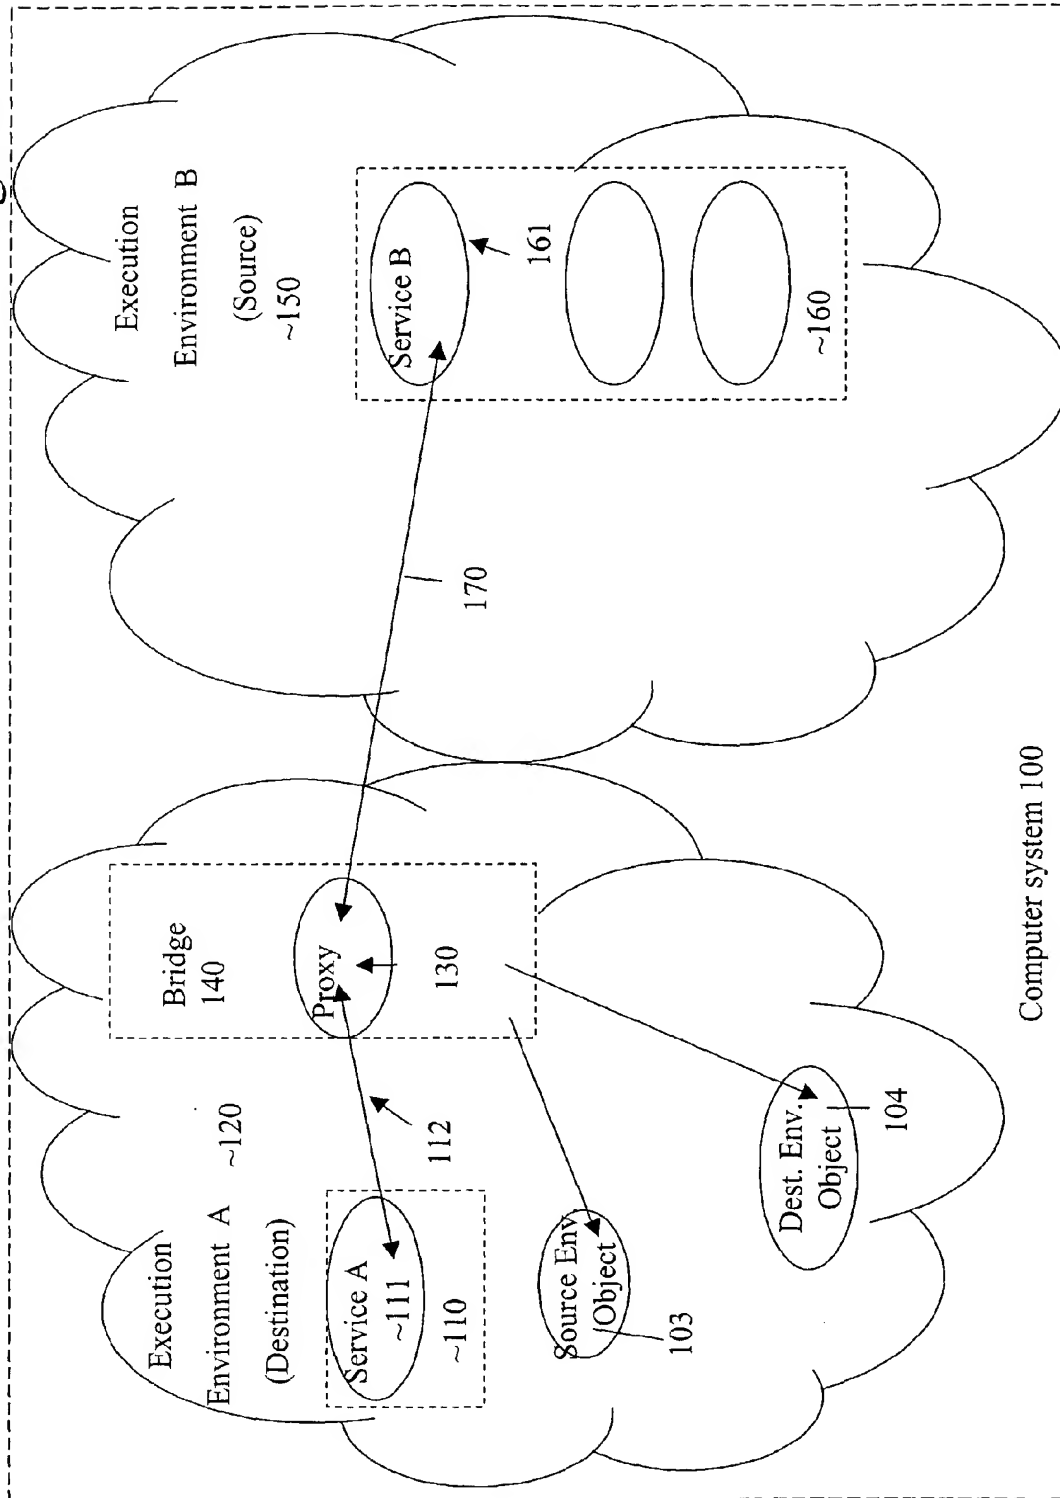 Execution
Environment A ~120
(Destination)
Service A
~111
~110
112
Bridge
140
Proxy
130
Source Env.
Object
103
Dest. Env.
Object
104
Execution
Environment B
(Source)
~150
Service B
161
~160
170
Computer system 100